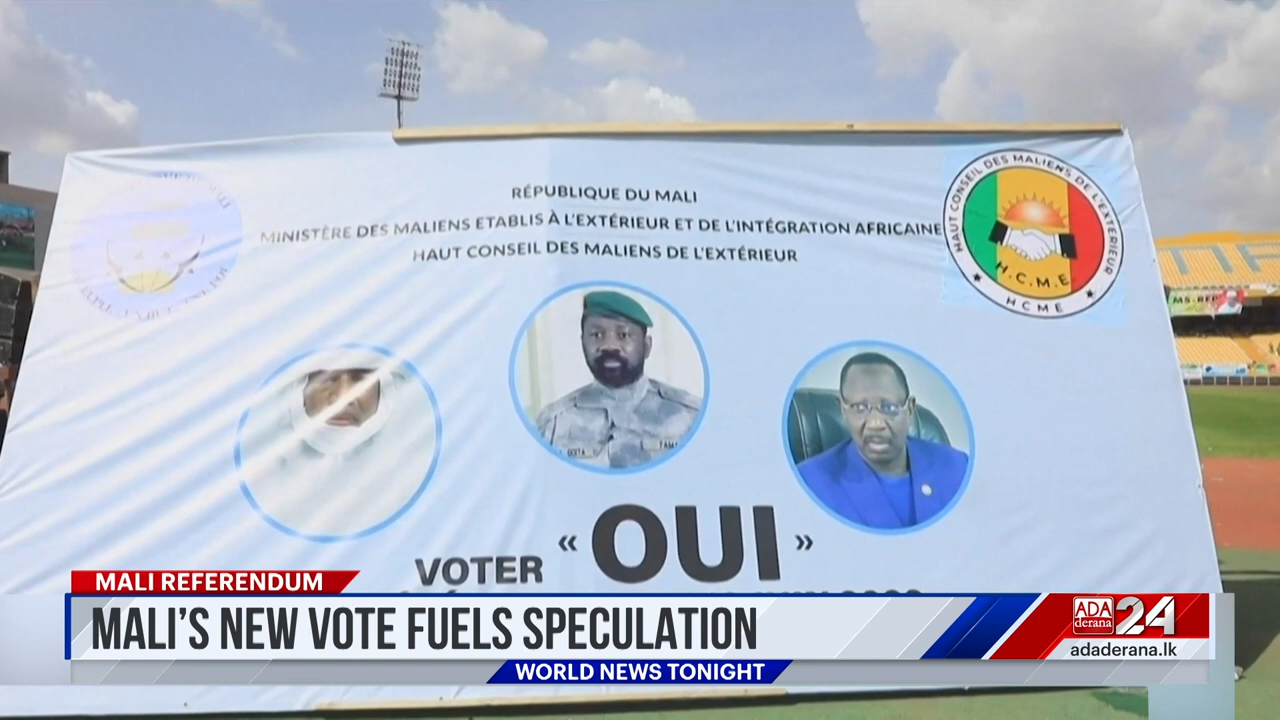 RÉPUBLIQUE DU MALI
MINISTÈRE DES MALIENS ETABLIS À L'EXTÉRIEUR ET DE L'INTÉGRATION AFRICAINE
HAUT CONSEIL DES MALIENS DE L'EXTÉRIEUR
HAUT CONSEIL DES MALIENS DE L'EXTÉRIEUR
H.C.M.E.
HCME
GOITA
VOTER « OUI »
MALI REFERENDUM
MALI'S NEW VOTE FUELS SPECULATION
ADA
derana
24
adaderana.lk
WORLD NEWS TONIGHT